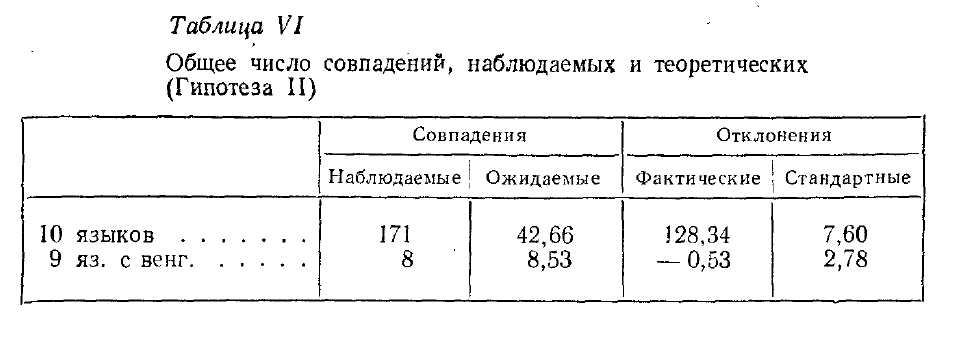 Таблица VI
Общее число совпадений, наблюдаемых и теоретических
(Гипотеза II)
Совпадения Отклонения
Наблюдаемые Ожидаемые Фактические Стандартные
10 языков . . . . . . . 171 42,66 128,34 7,60
9 яз. с венг. . . . . . 8 8,53 — 0,53 2,78